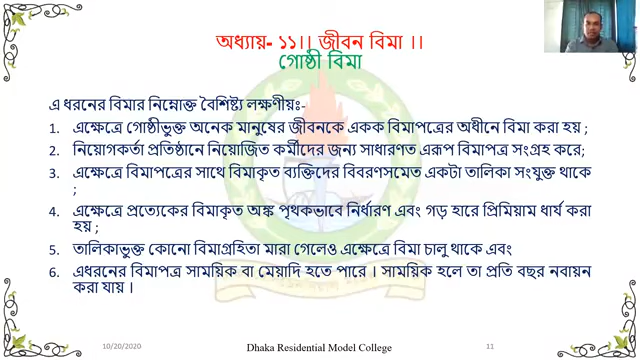 অধ্যায়- ১১।। জীবন বিমা ।।
গোষ্ঠী বিমা
এ ধরনের বিমার নিম্নোক্ত বৈশিষ্ট্য লক্ষণীয়ঃ-
1. এক্ষেত্রে গোষ্ঠীভুক্ত অনেক মানুষের জীবনকে একক বিমাপত্রের অধীনে বিমা করা হয় ;
2. নিয়োগকর্তা প্রতিষ্ঠানে নিয়োজিত কর্মীদের জন্য সাধারণত এরূপ বিমাপত্র সংগ্রহ করে;
3. এক্ষেত্রে বিমাপত্রের সাথে বিমাকৃত ব্যক্তিদের বিবরণসমেত একটা তালিকা সংযুক্ত থাকে
;
4. এক্ষেত্রে প্রত্যেকের বিমাকৃত অঙ্ক পৃথকভাবে নির্ধারণ এবং গড় হারে প্রিমিয়াম ধার্য করা
হয় ;
5. তালিকাভুক্ত কোনো বিমাগ্রহিতা মারা গেলেও এক্ষেত্রে বিমা চালু থাকে এবং
6. এধরনের বিমাপত্র সাময়িক বা মেয়াদি হতে পারে । সাময়িক হলে তা প্রতি বছর নবায়ন
করা যায় ।
10/20/2020
Dhaka Residential Model College
11